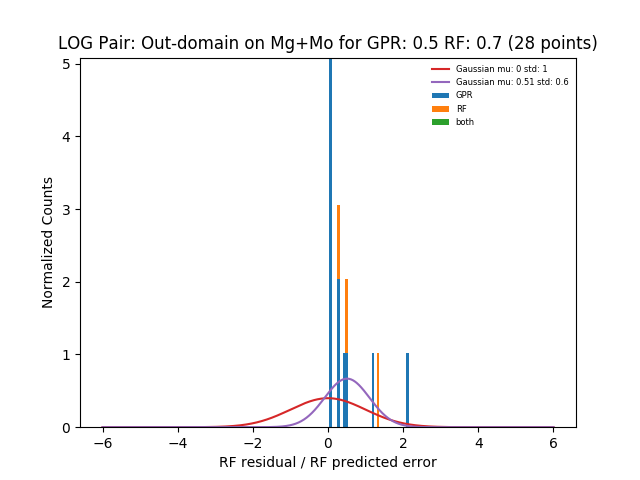 LOG Pair: Out-domain on Mg+Mo for GPR: 0.5 RF: 0.7 (28 points)
Gaussian mu: 0 std: 1
Gaussian mu: 0.51 std: 0.6
GPR
RF
both
Normalized Counts
5
4
3
2
1
0
−6 −4 −2 0 2 4 6
RF residual / RF predicted error